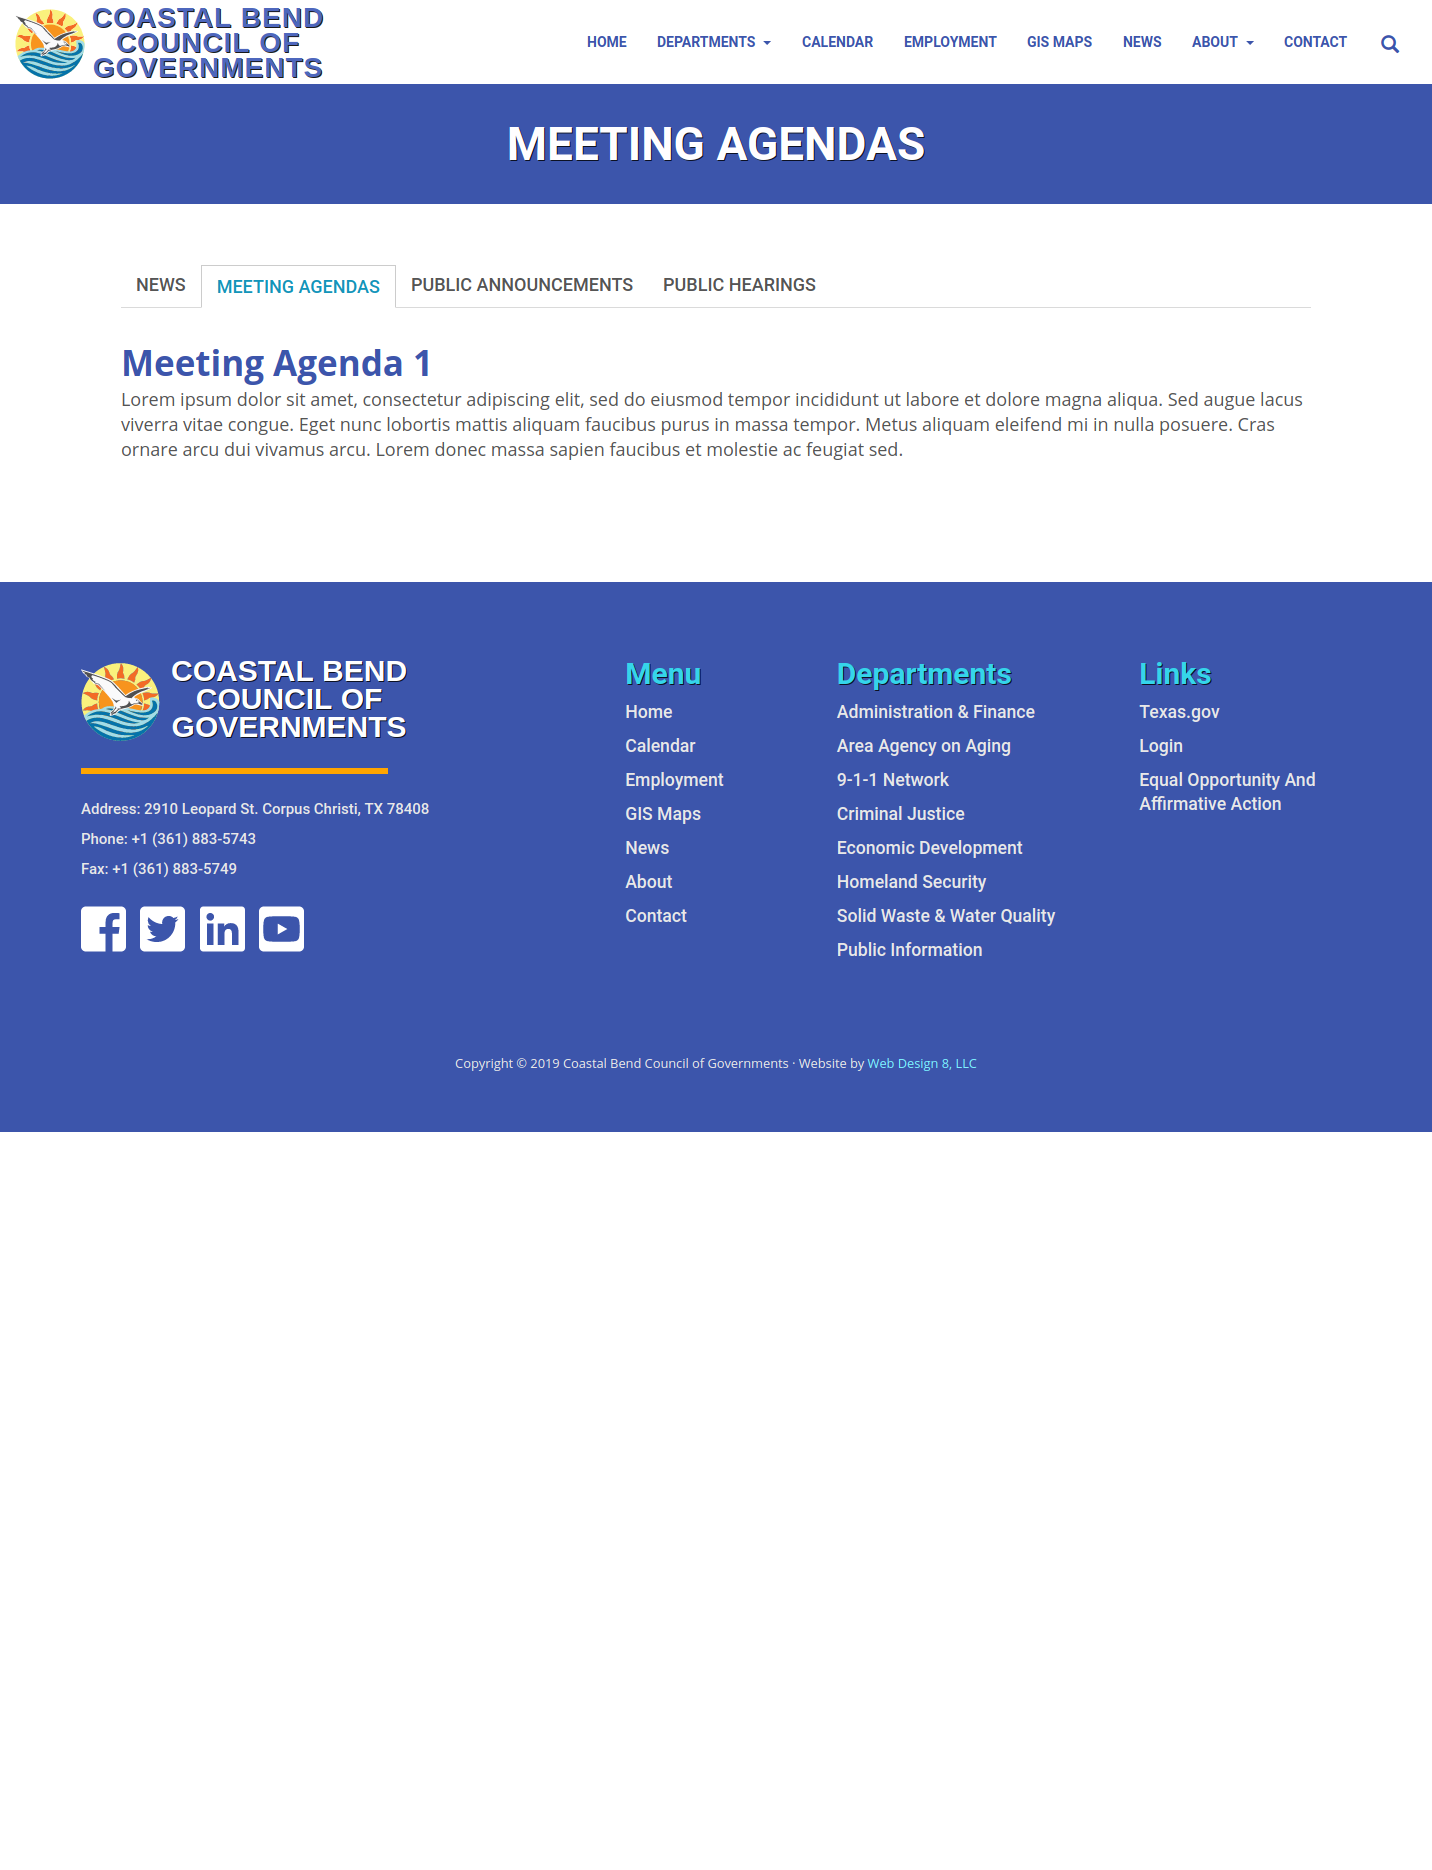 COASTAL BEND
COUNCIL OF
GOVERNMENTS
HOME DEPARTMENTS CALENDAR EMPLOYMENT GIS MAPS NEWS ABOUT CONTACT
MEETING AGENDAS
NEWS MEETING AGENDAS PUBLIC ANNOUNCEMENTS PUBLIC HEARINGS
Meeting Agenda 1
Lorem ipsum dolor sit amet, consectetur adipiscing elit, sed do eiusmod tempor incididunt ut labore et dolore magna aliqua. Sed augue lacus
viverra vitae congue. Eget nunc lobortis mattis aliquam faucibus purus in massa tempor. Metus aliquam eleifend mi in nulla posuere. Cras
ornare arcu dui vivamus arcu. Lorem donec massa sapien faucibus et molestie ac feugiat sed.
COASTAL BEND
COUNCIL OF
GOVERNMENTS
Address: 2910 Leopard St. Corpus Christi, TX 78408
Phone: +1 (361) 883-5743
Fax: +1 (361) 883-5749
Menu
Home
Calendar
Employment
GIS Maps
News
About
Contact
Departments
Administration & Finance
Area Agency on Aging
9-1-1 Network
Criminal Justice
Economic Development
Homeland Security
Solid Waste & Water Quality
Public Information
Links
Texas.gov
Login
Equal Opportunity And
Affirmative Action
Copyright © 2019 Coastal Bend Council of Governments · Website by Web Design 8, LLC